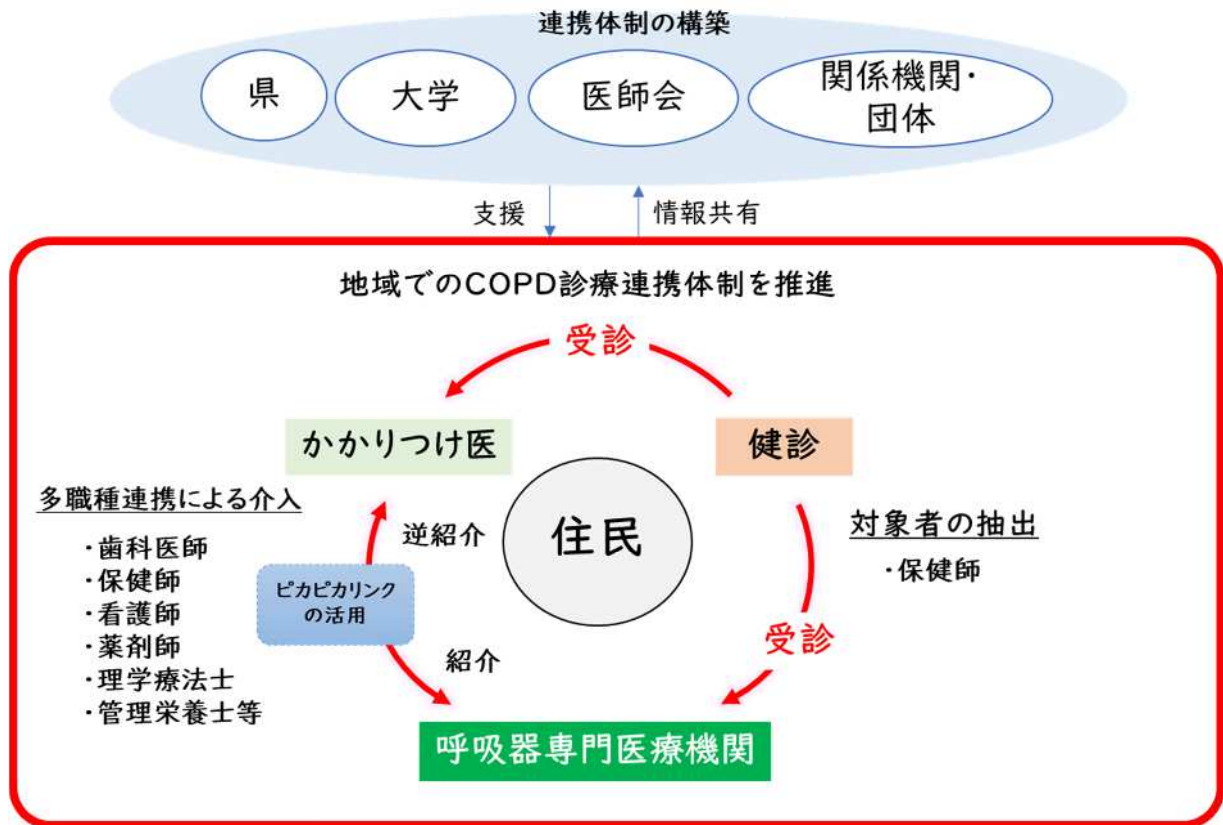 連携体制の構築
県
大学
医師会
関係機関・
団体
支援
情報共有
地域でのCOPD診療連携体制を推進
受診
かかりつけ医
健診
多職種連携による介入
・歯科医師
・保健師
・看護師
・薬剤師
・理学療法士
・管理栄養士等
逆紹介
ピカピカリンク
の活用
紹介
住民
対象者の抽出
・保健師
受診
呼吸器専門医療機関